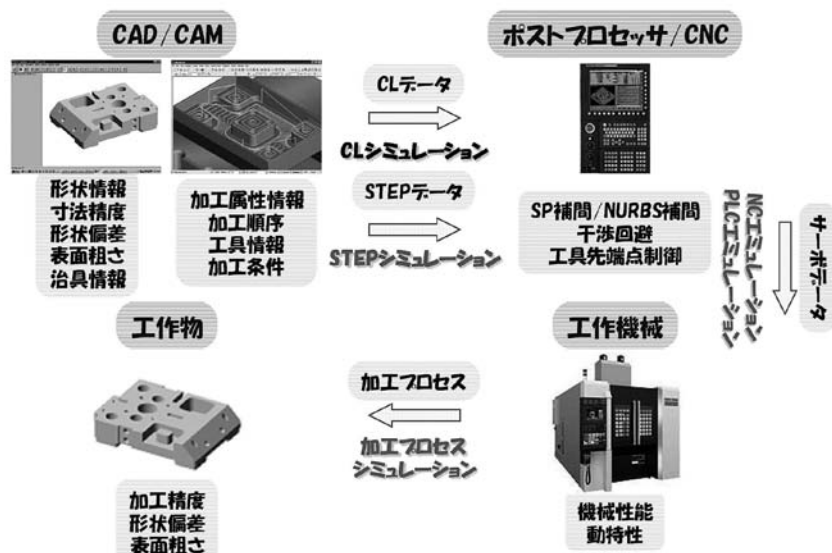 CAD/CAM
ポストプロセッサ/CNC
CLデータ
CLシミュレーション
STEPデータ
STEPシミュレーション
形状情報
寸法精度
形状偏差
表面粗さ
治具情報
加工属性情報
加工順序
工具情報
加工条件
SP補間/NURBS補間
干渉回避
工具先端点制御
NCエミュレーション
PLCエミュレーション
サーボデータ
工作物
工作機械
加工プロセス
加工プロセス
シミュレーション
加工精度
形状偏差
表面粗さ
機械性能
動特性